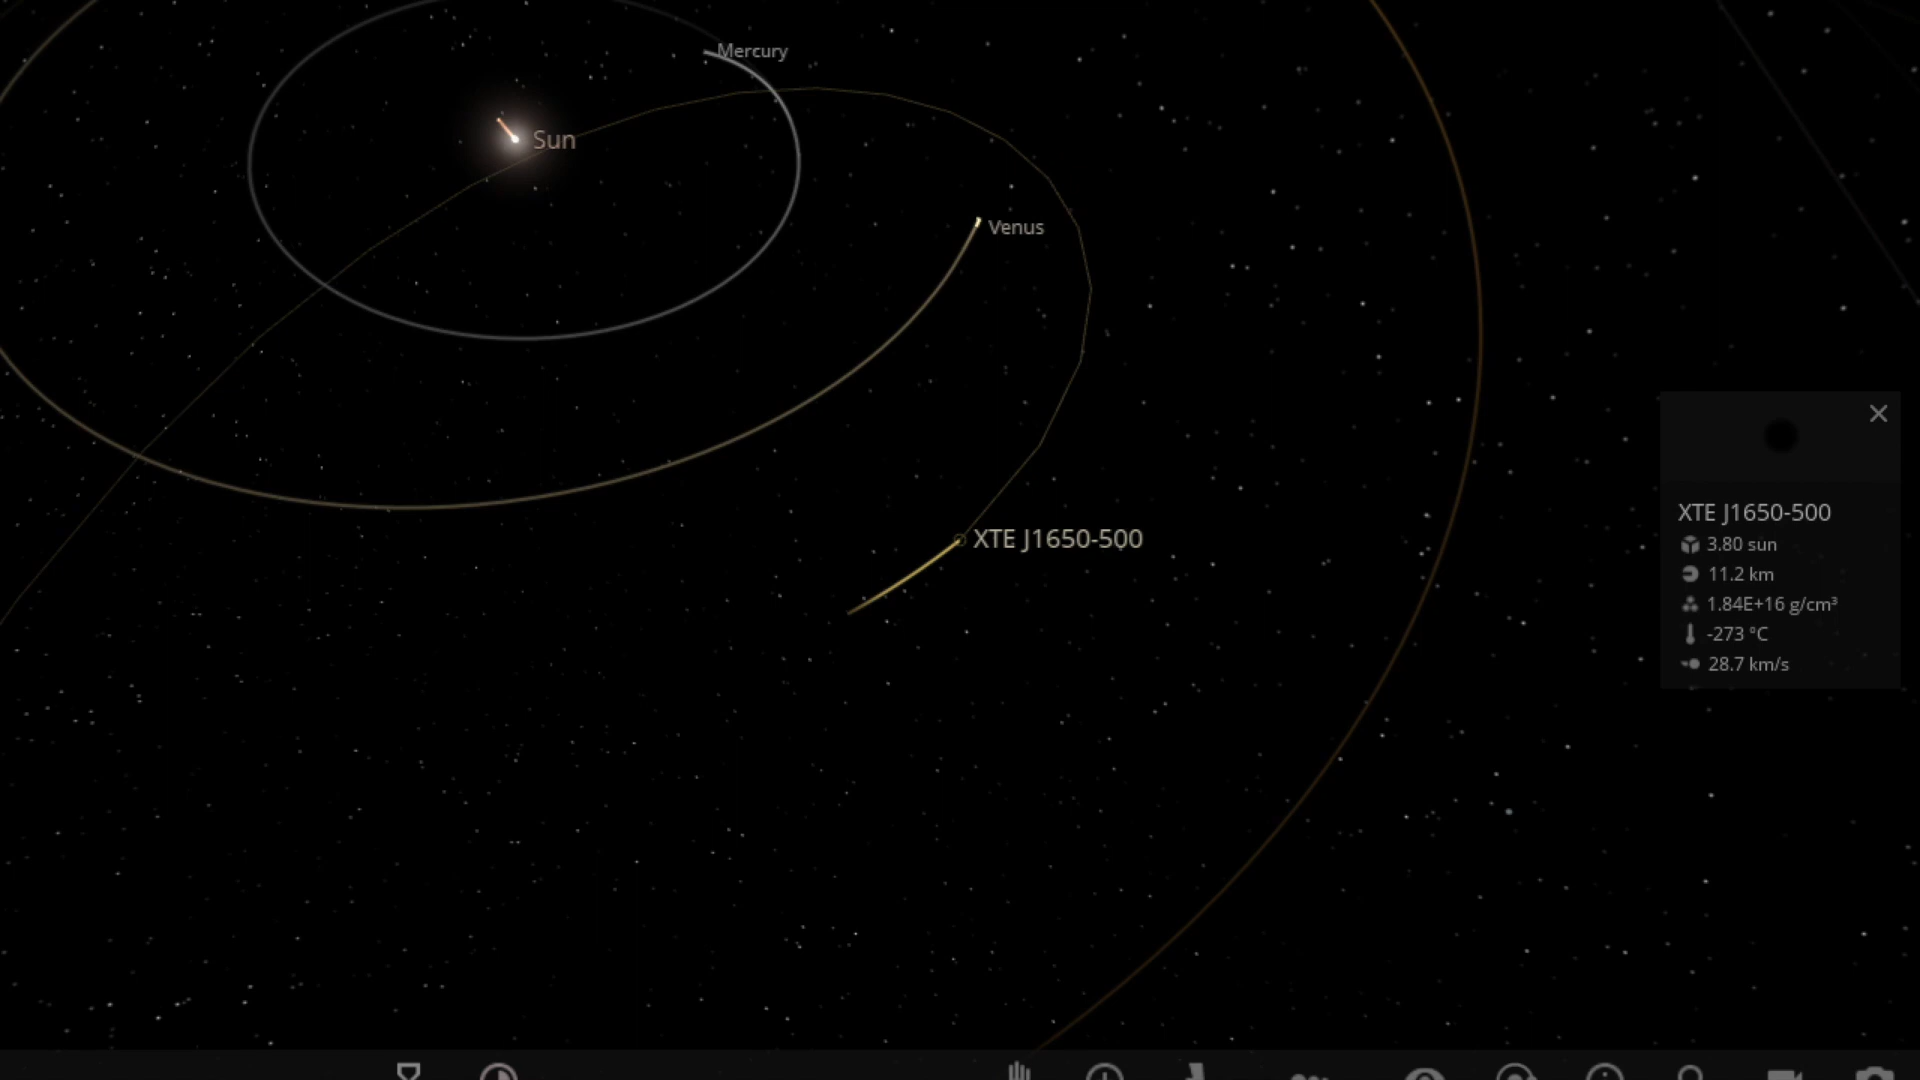 Mercury
Sun
Venus
XTE J1650-500
XTE J1650-500
3.80 sun
11.2 km
1.84E+16 g/cm³
-273 °C
28.7 km/s